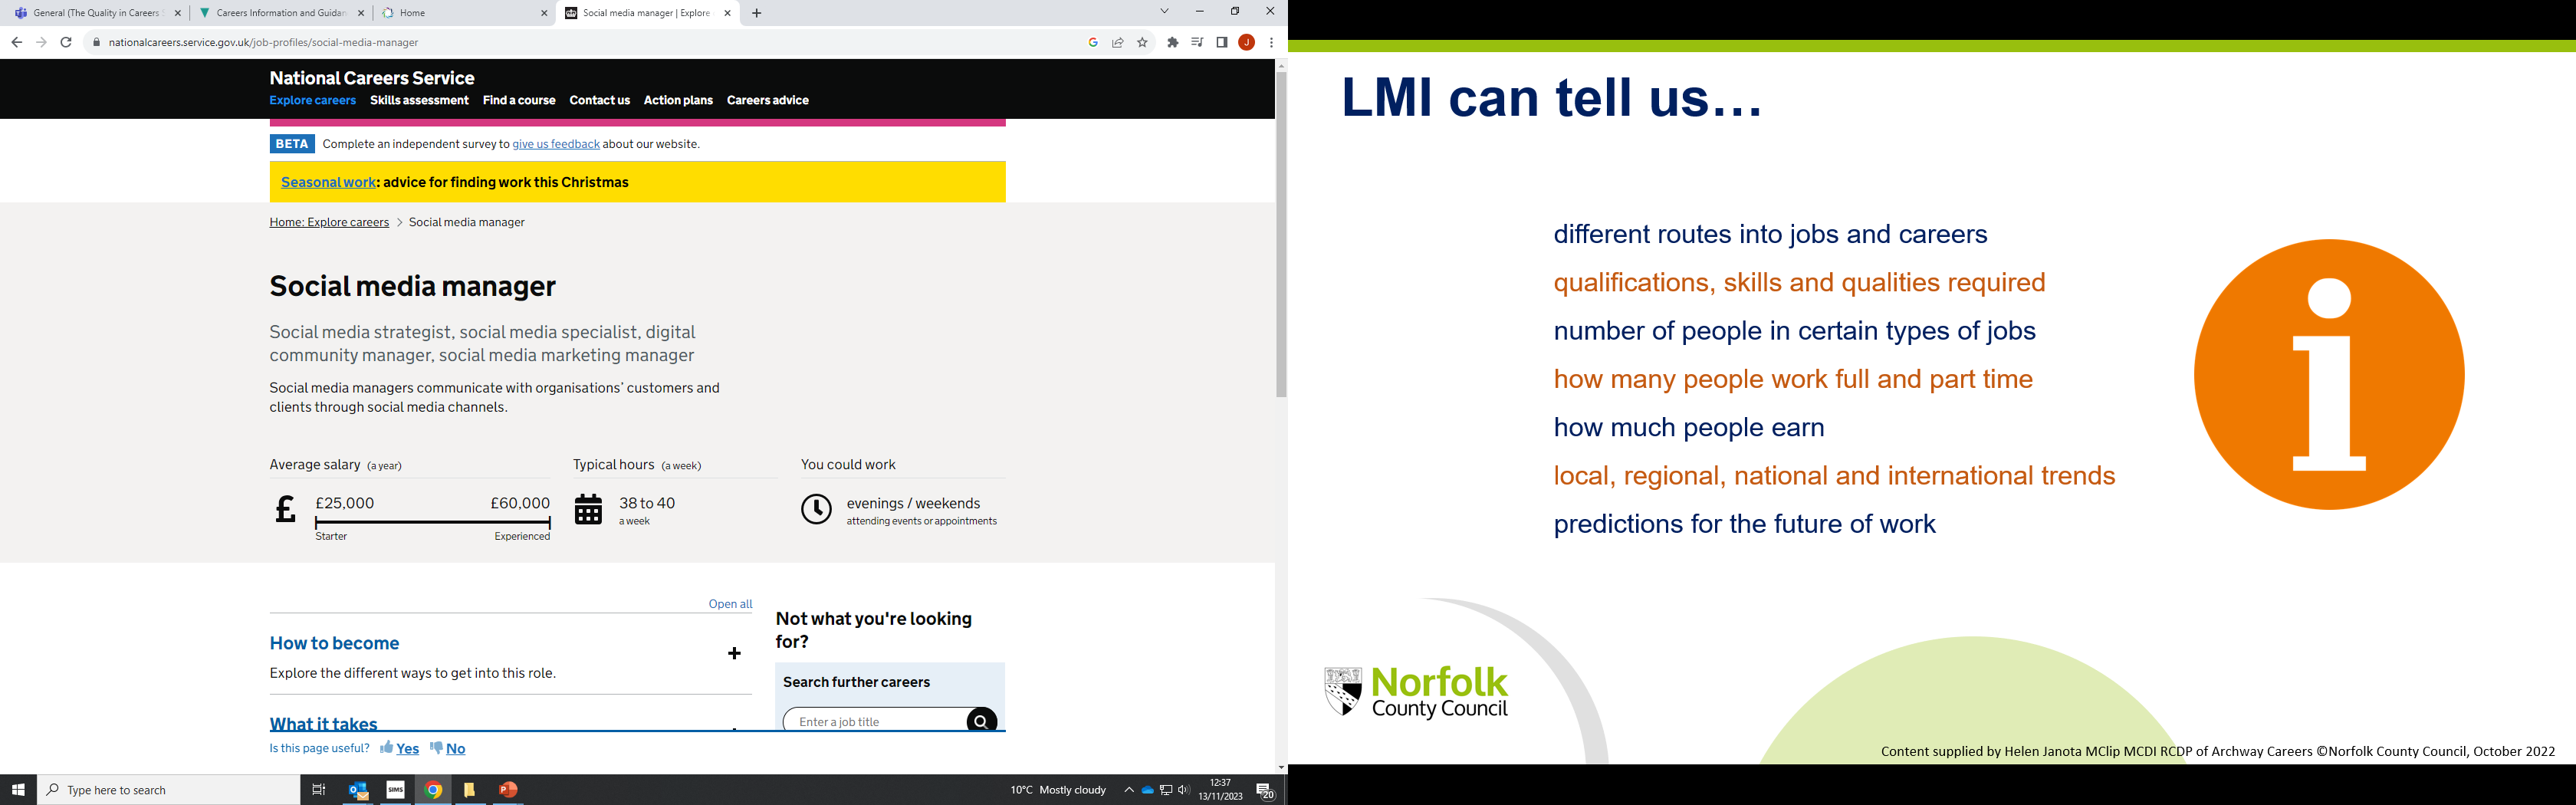 General (The Quality in Careers S
Careers Information and Guidan
Home
Social media manager | Explore
nationalcareers.service.gov.uk/job-profiles/social-media-manager
J
National Careers Service
Explore careers Skills assessment Find a course Contact us Action plans Careers advice
BETA Complete an independent survey to give us feedback about our website.
Seasonal work: advice for finding work this Christmas
Home: Explore careers > Social media manager
Social media manager
Social media strategist, social media specialist, digital
community manager, social media marketing manager
Social media managers communicate with organisations' customers and
clients through social media channels.
Average salary (a year)
£ £25,000 £60,000
Starter Experienced
Typical hours (a week)
38 to 40
a week
You could work
evenings / weekends
attending events or appointments
Open all
How to become +
Explore the different ways to get into this role.
What it takes
Not what you're looking
for?
Search further careers
Enter a job title
Is this page useful? Yes No
Type here to search
SIMS
10°C Mostly cloudy
12:37
13/11/2023
20
LMI can tell us…
different routes into jobs and careers
qualifications, skills and qualities required
number of people in certain types of jobs
how many people work full and part time
how much people earn
local, regional, national and international trends
predictions for the future of work
i
Norfolk
County Council
Content supplied by Helen Janota MClip MCDI RCDP of Archway Careers ©Norfolk County Council, October 2022